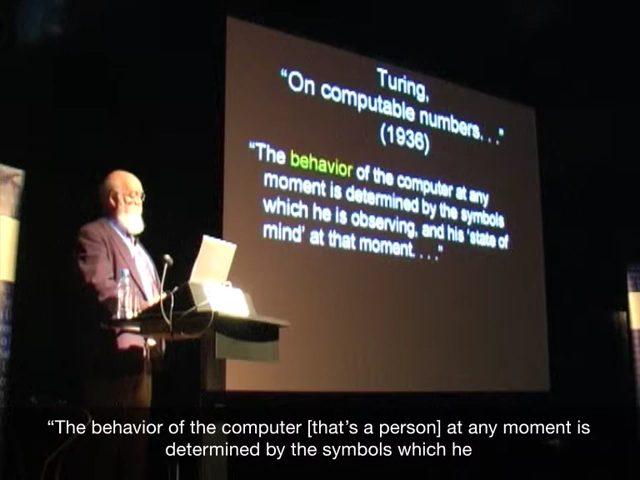 Turing,
“On computable numbers. . .”
(1936)
“The behavior of the computer at any
moment is determined by the symbols
which he is observing, and his ‘state of
mind’ at that moment. . . .”
“The behavior of the computer [that’s a person] at any moment is
determined by the symbols which he